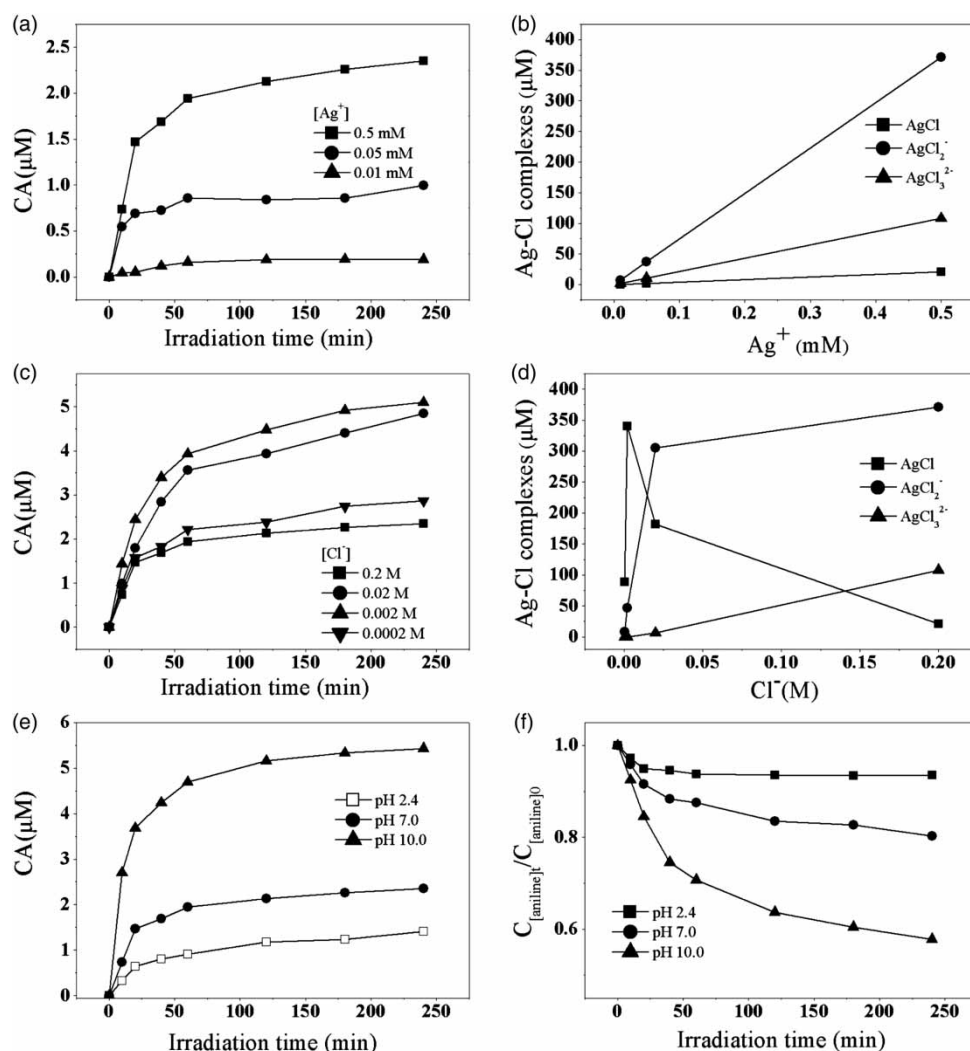 (a)
2.5
2.0
1.5
1.0
0.5
0.0
CA(μM)
[Ag⁺]
0.5 mM
0.05 mM
0.01 mM
0 50 100 150 200 250
Irradiation time (min)
(b)
400
350
300
250
200
150
100
50
0
Ag-Cl complexes (μM)
AgCl
AgCl₂⁻
AgCl₃²⁻
0.0 0.1 0.2 0.3 0.4 0.5
Ag⁺ (mM)
(c)
5
4
3
2
1
0
CA(μM)
[Cl⁻]
0.2 M
0.02 M
0.002 M
0.0002 M
0 50 100 150 200 250
Irradiation time (min)
(d)
400
350
300
250
200
150
100
50
0
Ag-Cl complexes (μM)
AgCl
AgCl₂⁻
AgCl₃²⁻
0.00 0.05 0.10 0.15 0.20
Cl⁻(M)
(e)
6
5
4
3
2
1
0
CA(μM)
pH 2.4
pH 7.0
pH 10.0
0 50 100 150 200 250
Irradiation time (min)
(f)
1.0
0.8
0.6
C[aniline]t/C[aniline]0
pH 2.4
pH 7.0
pH 10.0
0 50 100 150 200 250
Irradiation time (min)